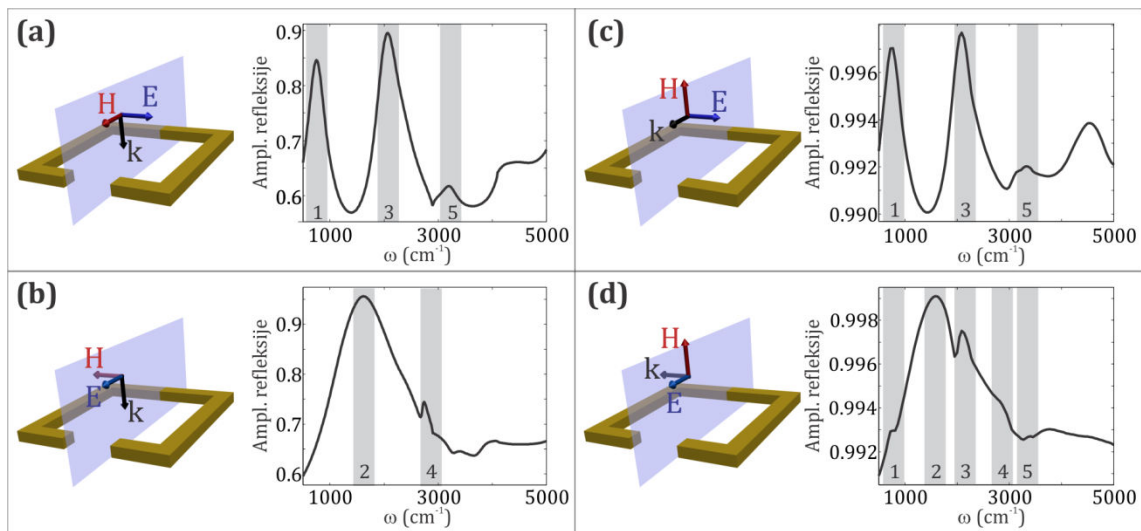 (a)
H
E
k
Ampl. refleksije
0.9
0.8
0.7
0.6
1
3
5
1000
3000
5000
ω (cm⁻¹)
(c)
H
E
k
Ampl. refleksije
0.996
0.994
0.992
0.990
1
3
5
1000
3000
5000
ω (cm⁻¹)
(b)
H
E
k
Ampl. refleksije
0.9
0.8
0.7
0.6
2
4
1000
3000
5000
ω (cm⁻¹)
(d)
H
k
E
Ampl. refleksije
0.998
0.996
0.994
0.992
1
2
3
4
5
1000
3000
5000
ω (cm⁻¹)